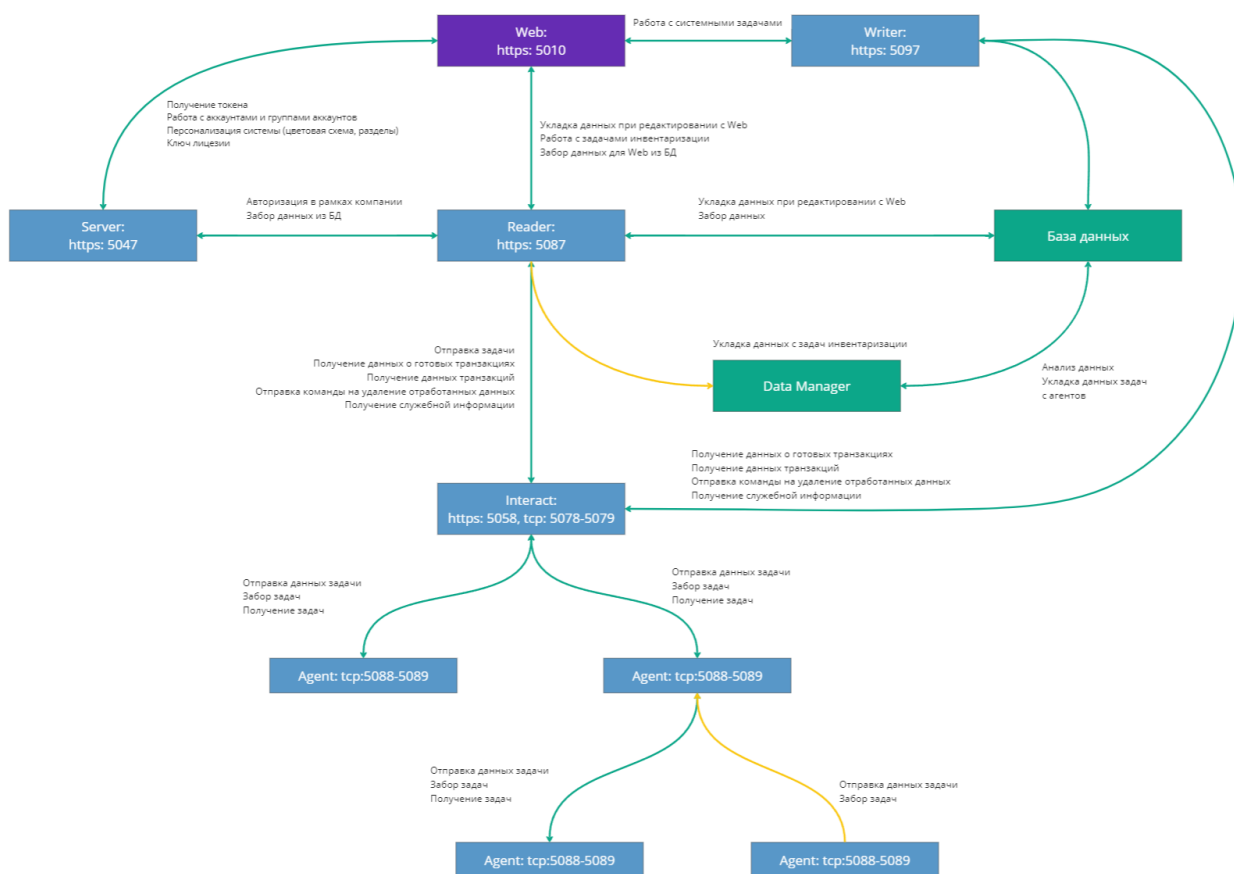 Web:
https: 5010
Работа с системными задачами
Writer:
https: 5097
Получение токена
Работа с аккаунтами и группами аккаунтов
Персонализация системы (цветовая схема, разделы)
Ключ лицезии
Укладка данных при редактировании с Web
Работа с задачами инвентаризации
Забор данных для Web из БД
Server:
https: 5047
Авторизация в рамках компании
Забор данных из БД
Reader:
https: 5087
Укладка данных при редактировании с Web
Забор данных
База данных
Отправка задачи
Получение данных о готовых транзакциях
Получение данных транзакций
Отправка команды на удаление отработанных данных
Получение служебной информации
Укладка данных с задач инвентаризации
Data Manager
Анализ данных
Укладка данных задач
с агентов
Получение данных о готовых транзакциях
Получение данных транзакций
Отправка команды на удаление отработанных данных
Получение служебной информации
Interact:
https: 5058, tcp: 5078-5079
Отправка данных задачи
Забор задач
Получение задач
Отправка данных задачи
Забор задач
Получение задач
Agent: tcp:5088-5089
Agent: tcp:5088-5089
Отправка данных задачи
Забор задач
Получение задач
Отправка данных задачи
Забор задач
Agent: tcp:5088-5089
Agent: tcp:5088-5089